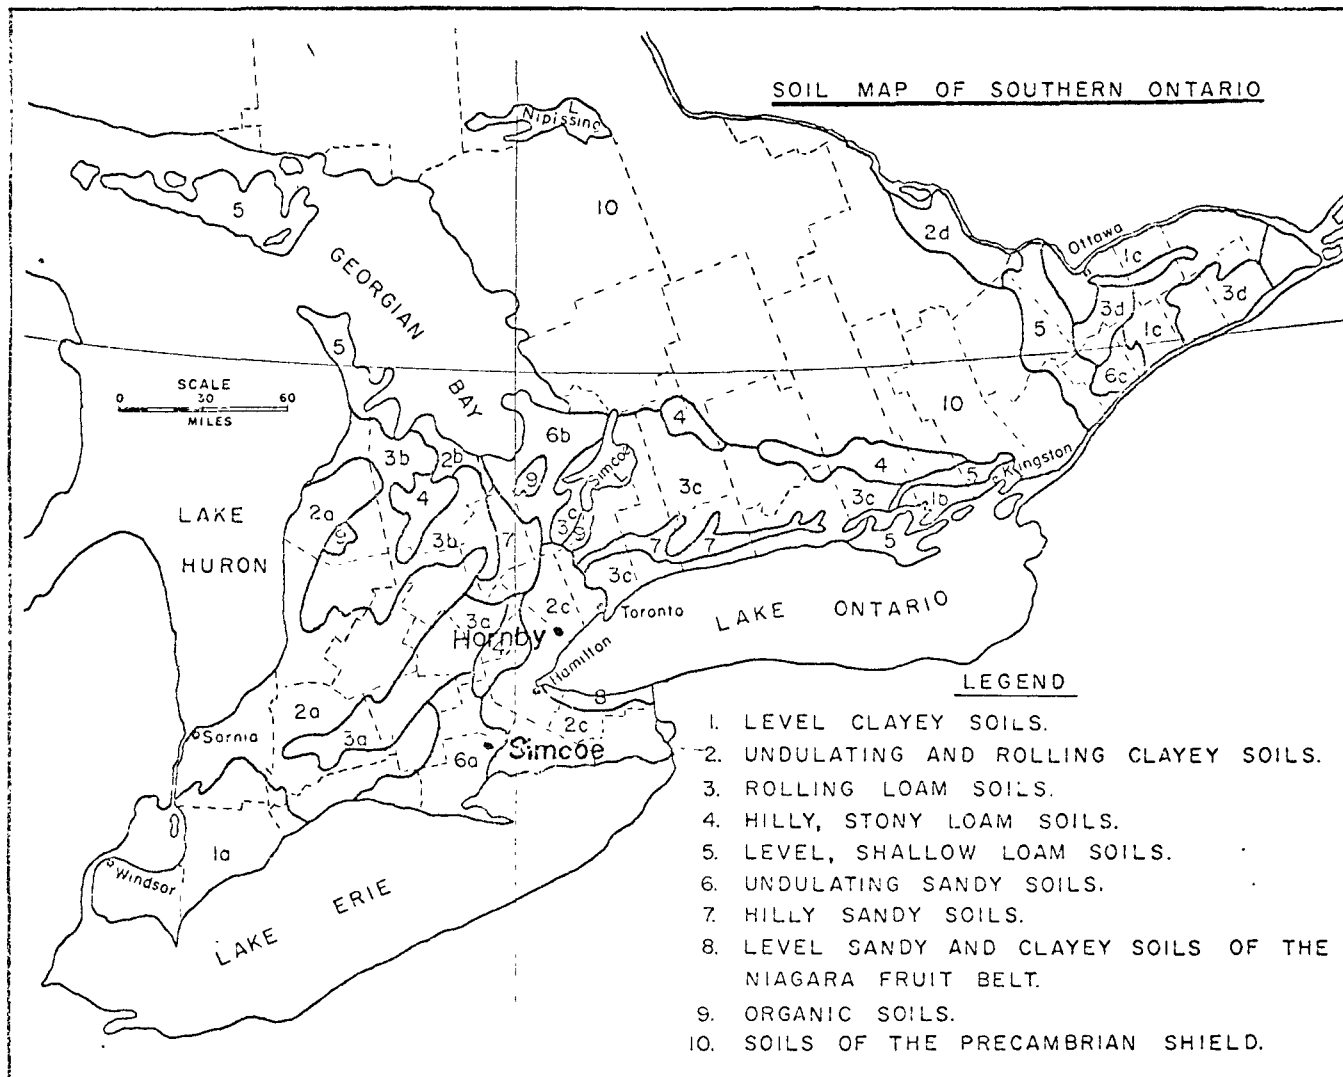 SOIL MAP OF SOUTHERN ONTARIO
L
Nipissing
10
5
2d
Ottawa
1c
GEORGIAN
BAY
3d
3d
1c
5
5
6c
SCALE
0 30 60
MILES
10
4
6b
Simcoe
L
3b
2b
9
4
5
Kingston
4
3c
3c
1b
2a
9
3c
9
LAKE
HURON
3b
7
7
7
5
3c
2c
Toronto
LAKE ONTARIO
3a
Hornby
4
Hamilton
8
2a
2c
Sarnia
3a
6a
Simcoe
1a
Windsor
LAKE ERIE
LEGEND
1. LEVEL CLAYEY SOILS.
2. UNDULATING AND ROLLING CLAYEY SOILS.
3. ROLLING LOAM SOILS.
4. HILLY, STONY LOAM SOILS.
5. LEVEL, SHALLOW LOAM SOILS.
6. UNDULATING SANDY SOILS.
7. HILLY SANDY SOILS.
8. LEVEL SANDY AND CLAYEY SOILS OF THE
NIAGARA FRUIT BELT.
9. ORGANIC SOILS.
10. SOILS OF THE PRECAMBRIAN SHIELD.